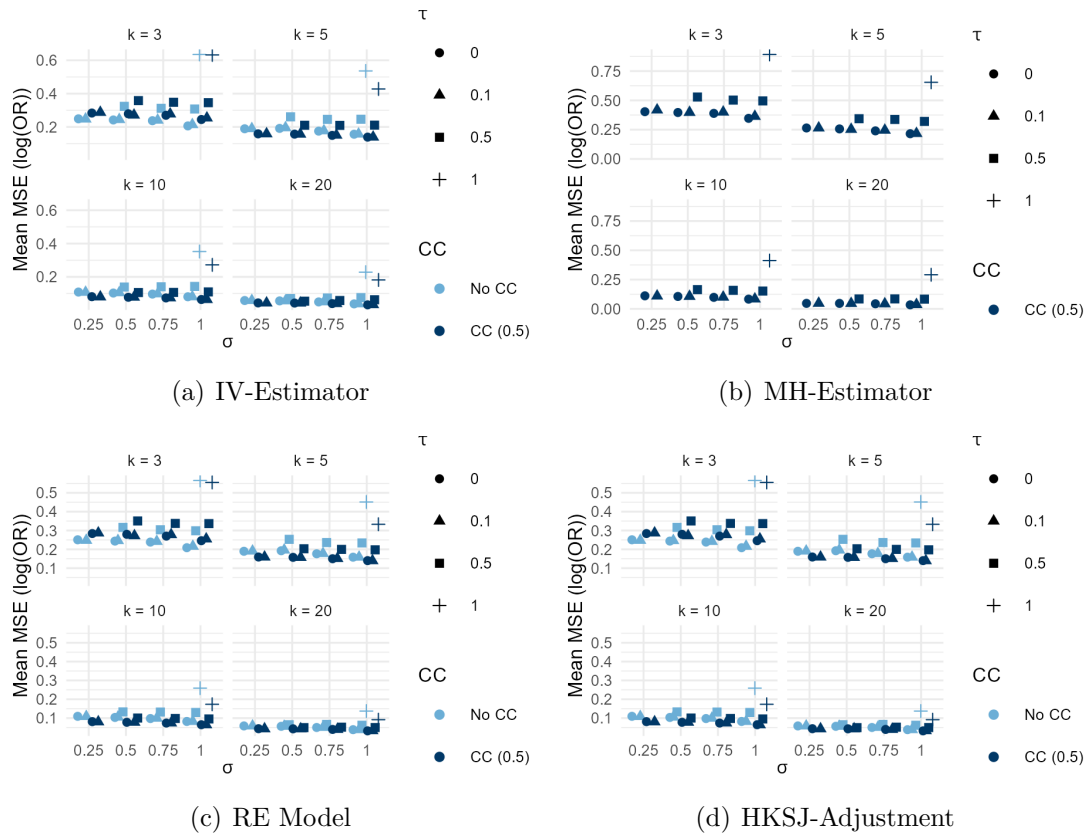 τ
k = 3
k = 5
0
0.6
0.1
0.4
0.2
0.5
Mean MSE (log(OR))
1
k = 10
k = 20
0.6
CC
0.4
No CC
0.2
CC (0.5)
0.25
0.5
0.75
1
0.25
0.5
0.75
1
σ
(a) IV-Estimator
τ
k = 3
k = 5
0
0.75
0.1
0.50
0.25
0.5
0.00
Mean MSE (log(OR))
1
k = 10
k = 20
0.75
0.50
CC
0.25
CC (0.5)
0.00
0.25
0.5
0.75
1
0.25
0.5
0.75
1
σ
(b) MH-Estimator
τ
k = 3
k = 5
0
0.5
0.4
0.1
0.3
0.2
0.5
0.1
Mean MSE (log(OR))
1
k = 10
k = 20
0.5
0.4
CC
0.3
0.2
No CC
0.1
CC (0.5)
0.25
0.5
0.75
1
0.25
0.5
0.75
1
σ
(c) RE Model
τ
k = 3
k = 5
0
0.5
0.4
0.1
0.3
0.2
0.5
0.1
Mean MSE (log(OR))
1
k = 10
k = 20
0.5
0.4
CC
0.3
0.2
No CC
0.1
CC (0.5)
0.25
0.5
0.75
1
0.25
0.5
0.75
1
σ
(d) HKSJ-Adjustment